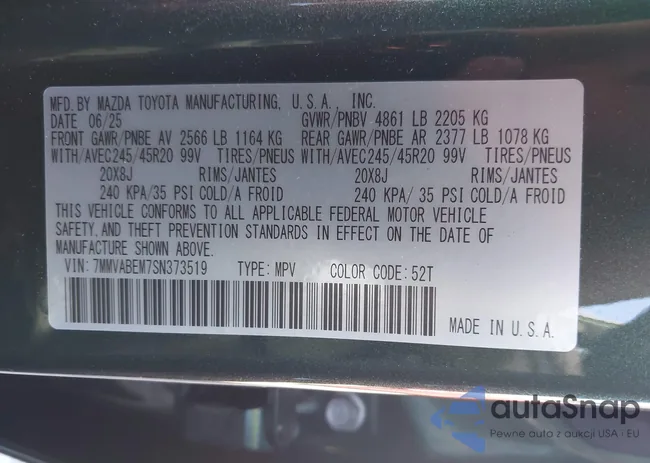 MFD. BY MAZDA TOYOTA MANUFACTURING, U.S.A., INC.
DATE 06/25 GVWR/PNBV 4861 LB 2205 KG
FRONT GAWR/PNBE AV 2566 LB 1164 KG REAR GAWR/PNBE AR 2377 LB 1078 KG
WITH/AVEC245/45R20 99V TIRES/PNEUS WITH/AVEC245/45R20 99V TIRES/PNEUS
20X8J RIMS/JANTES 20X8J RIMS/JANTES
240 KPA/35 PSI COLD/A FROID 240 KPA/ 35 PSI COLD/A FROID
THIS VEHICLE CONFORMS TO ALL APPLICABLE FEDERAL MOTOR VEHICLE
SAFETY, AND THEFT PREVENTION STANDARDS IN EFFECT ON THE DATE OF
MANUFACTURE SHOWN ABOVE.
VIN: 7MMVABEM7SN373519 TYPE: MPV COLOR CODE: 52T
MADE IN U.S.A.
autaSnap
Pewne auta z aukcji USA - EU